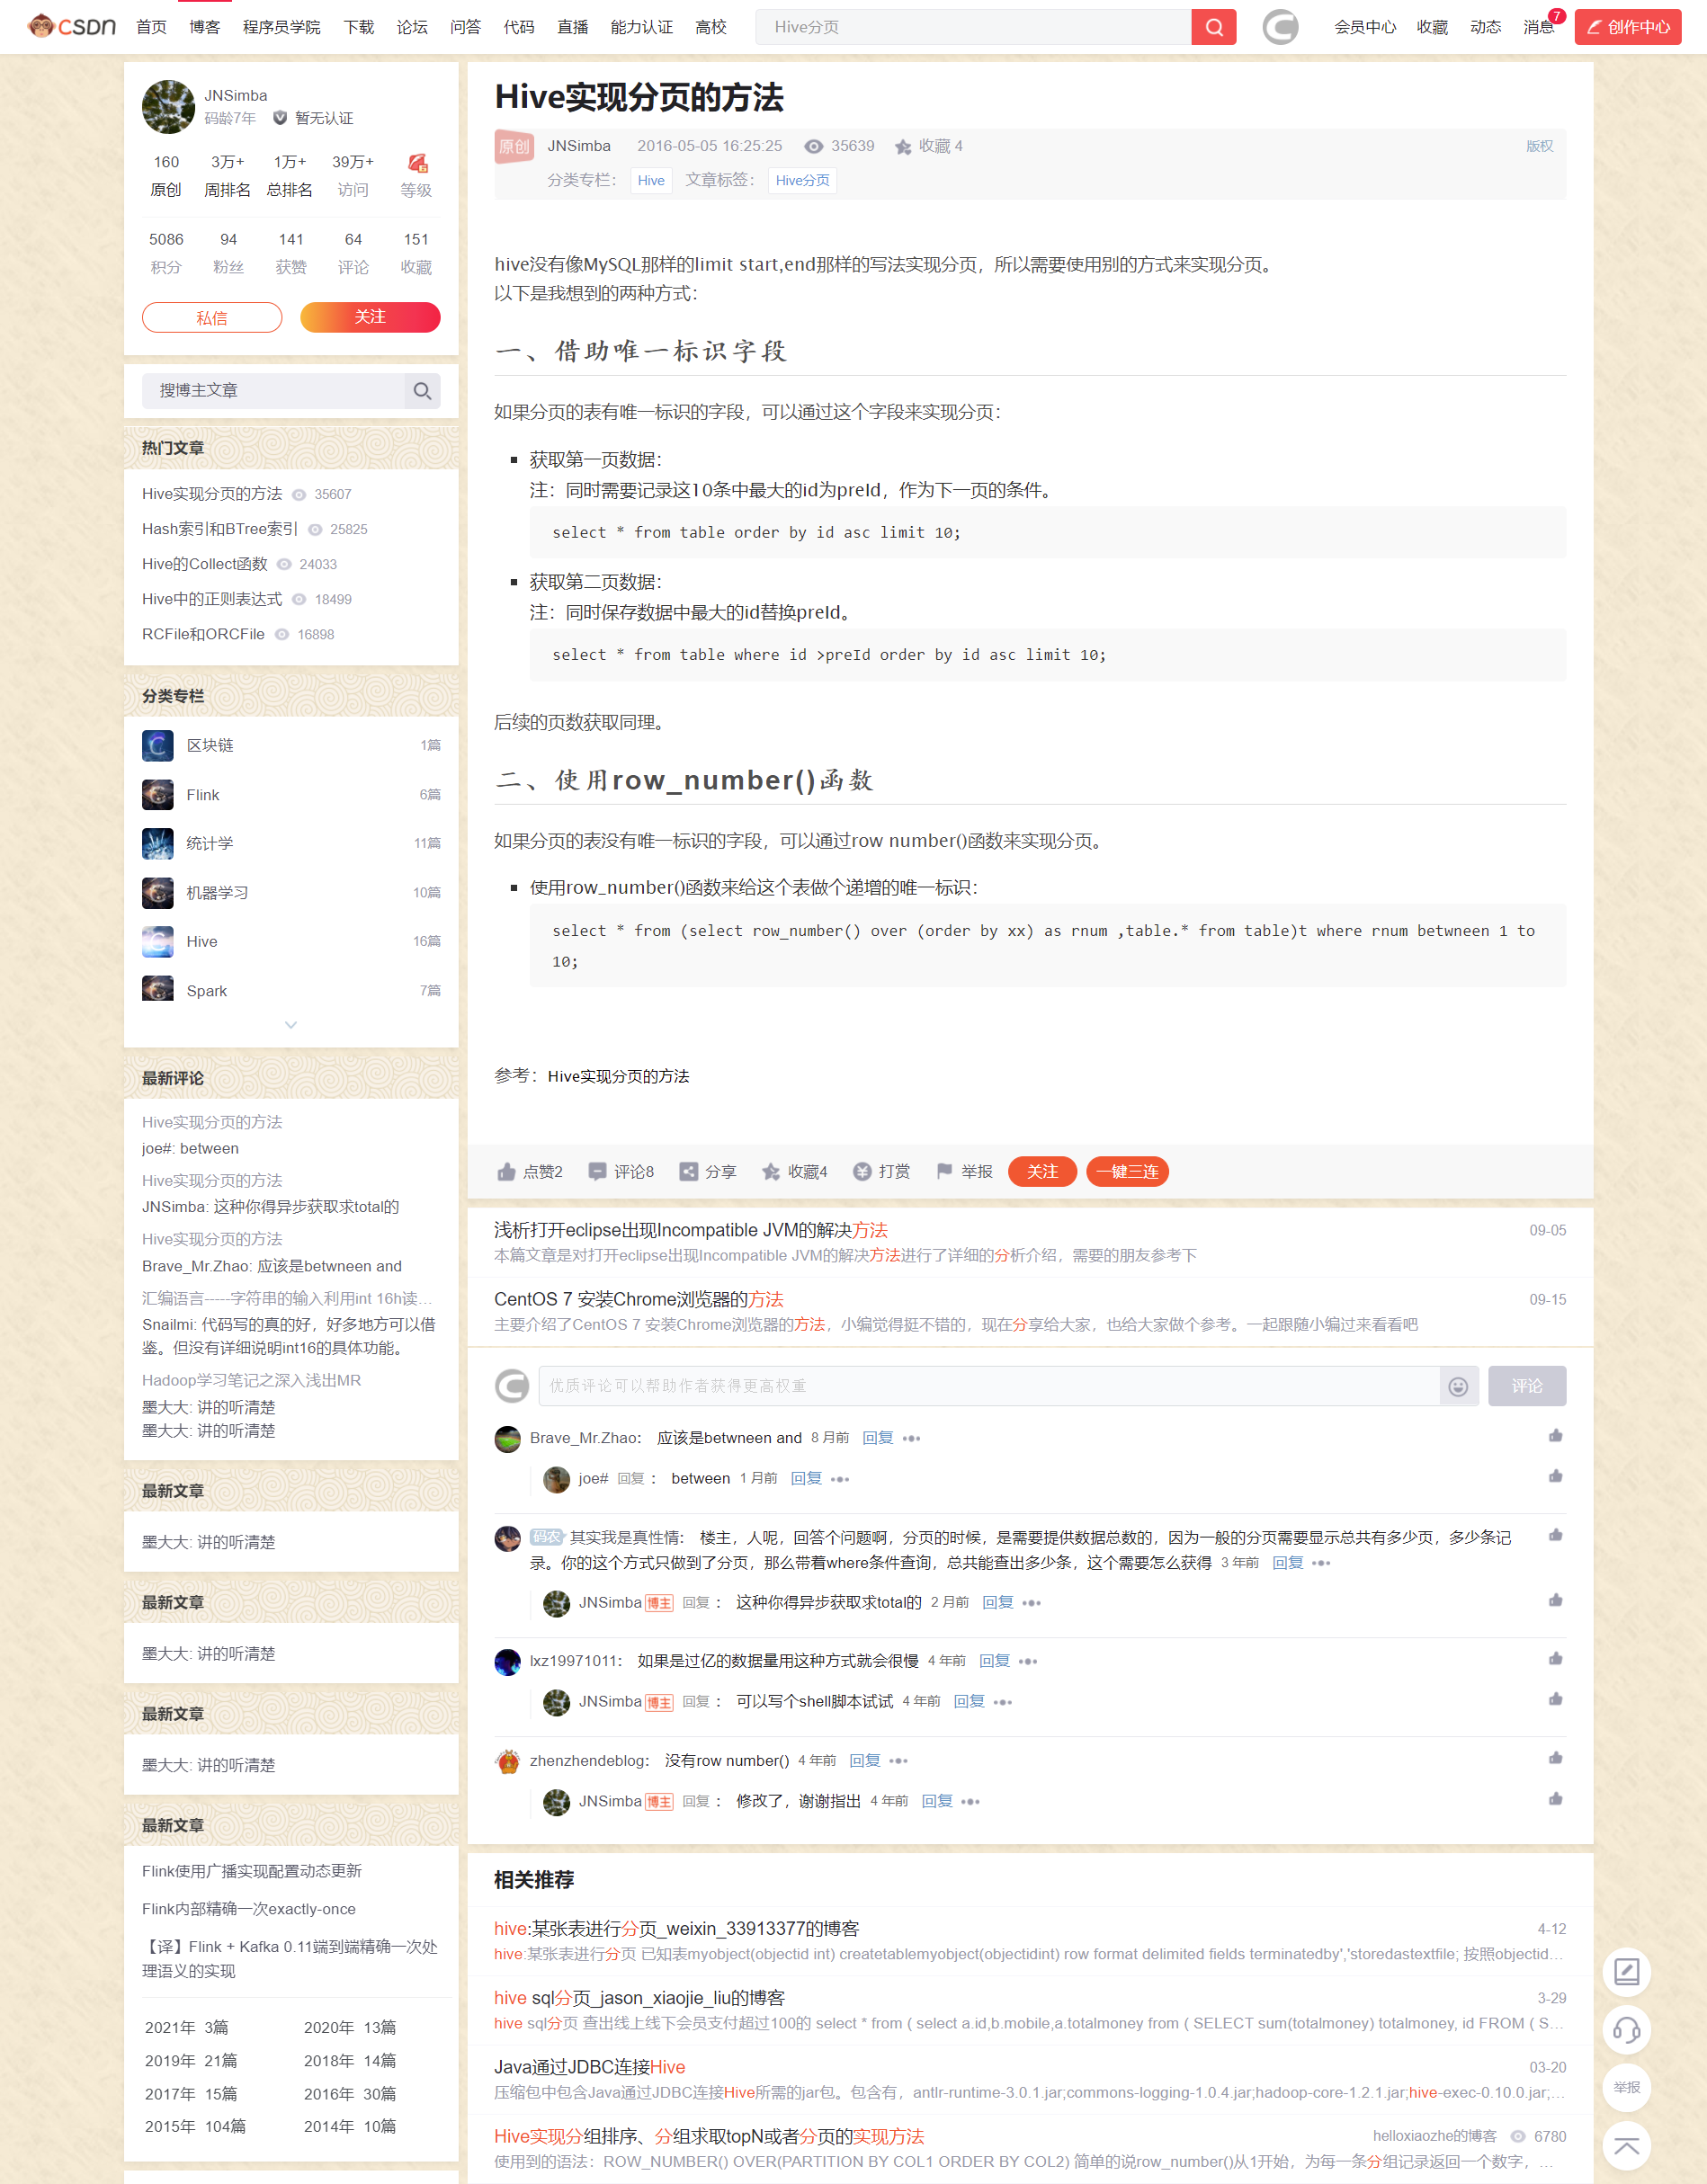 CSDN 首页 博客 程序员学院 下载 论坛 问答 代码 直播 能力认证 高校 Hive分页 会员中心 收藏 动态 消息 7 创作中心
JNSimba
码龄7年 暂无认证
160 3万+ 1万+ 39万+
原创 周排名 总排名 访问 等级
5086 94 141 64 151
积分 粉丝 获赞 评论 收藏
私信 关注
搜博主文章
热门文章
Hive实现分页的方法 35607
Hash索引和BTree索引 25825
Hive的Collect函数 24033
Hive中的正则表达式 18499
RCFile和ORCFile 16898
分类专栏
区块链 1篇
Flink 6篇
统计学 11篇
机器学习 10篇
Hive 16篇
Spark 7篇
最新评论
Hive实现分页的方法
joe#: between
Hive实现分页的方法
JNSimba: 这种你得异步获取求total的
Hive实现分页的方法
Brave_Mr.Zhao: 应该是betwneen and
汇编语言-----字符串的输入利用int 16h读…
Snailmi: 代码写的真的好，好多地方可以借
鉴。但没有详细说明int16的具体功能。
Hadoop学习笔记之深入浅出MR
墨大大: 讲的听清楚
墨大大: 讲的听清楚
最新文章
墨大大: 讲的听清楚
最新文章
墨大大: 讲的听清楚
最新文章
墨大大: 讲的听清楚
最新文章
Flink使用广播实现配置动态更新
Flink内部精确一次exactly-once
【译】Flink + Kafka 0.11端到端精确一次处
理语义的实现
2021年 3篇 2020年 13篇
2019年 21篇 2018年 14篇
2017年 15篇 2016年 30篇
2015年 104篇 2014年 10篇
Hive实现分页的方法
原创 JNSimba 2016-05-05 16:25:25 35639 收藏 4 版权
分类专栏： Hive 文章标签： Hive分页
hive没有像MySQL那样的limit start,end那样的写法实现分页，所以需要使用别的方式来实现分页。
以下是我想到的两种方式：
一、借助唯一标识字段
如果分页的表有唯一标识的字段，可以通过这个字段来实现分页：
获取第一页数据：
注：同时需要记录这10条中最大的id为preId，作为下一页的条件。
select * from table order by id asc limit 10;
获取第二页数据：
注：同时保存数据中最大的id替换preId。
select * from table where id >preId order by id asc limit 10;
后续的页数获取同理。
二、使用row_number()函数
如果分页的表没有唯一标识的字段，可以通过row number()函数来实现分页。
使用row_number()函数来给这个表做个递增的唯一标识：
select * from (select row_number() over (order by xx) as rnum ,table.* from table)t where rnum betwneen 1 to
10;
参考：Hive实现分页的方法
点赞2 评论8 分享 收藏4 打赏 举报 关注 一键三连
浅析打开eclipse出现Incompatible JVM的解决方法 09-05
本篇文章是对打开eclipse出现Incompatible JVM的解决方法进行了详细的分析介绍，需要的朋友参考下
CentOS 7 安装Chrome浏览器的方法 09-15
主要介绍了CentOS 7 安装Chrome浏览器的方法，小编觉得挺不错的，现在分享给大家，也给大家做个参考。一起跟随小编过来看看吧
优质评论可以帮助作者获得更高权重 评论
Brave_Mr.Zhao： 应该是betwneen and 8 月前 回复
joe# 回复 ： between 1 月前 回复
码农 其实我是真性情： 楼主，人呢，回答个问题啊，分页的时候，是需要提供数据总数的，因为一般的分页需要显示总共有多少页，多少条记
录。你的这个方式只做到了分页，那么带着where条件查询，总共能查出多少条，这个需要怎么获得 3 年前 回复
JNSimba 博主 回复 ： 这种你得异步获取求total的 2 月前 回复
lxz19971011： 如果是过亿的数据量用这种方式就会很慢 4 年前 回复
JNSimba 博主 回复 ： 可以写个shell脚本试试 4 年前 回复
zhenzhendeblog： 没有row number() 4 年前 回复
JNSimba 博主 回复 ： 修改了，谢谢指出 4 年前 回复
相关推荐
hive:某张表进行分页_weixin_33913377的博客 4-12
hive:某张表进行分页 已知表myobject(objectid int) createtablemyobject(objectidint) row format delimited fields terminatedby','storedastextfile; 按照objectid…
hive sql分页_jason_xiaojie_liu的博客 3-29
hive sql分页 查出线上线下会员支付超过100的 select * from ( select a.id,b.mobile,a.totalmoney from ( SELECT sum(totalmoney) totalmoney, id FROM ( S…
Java通过JDBC连接Hive 03-20
压缩包中包含Java通过JDBC连接Hive所需的jar包。包含有，antlr-runtime-3.0.1.jar;commons-logging-1.0.4.jar;hadoop-core-1.2.1.jar;hive-exec-0.10.0.jar;…
Hive实现分组排序、分组求取topN或者分页的实现方法 helloxiaozhe的博客 6780
使用到的语法：ROW_NUMBER() OVER(PARTITION BY COL1 ORDER BY COL2) 简单的说row_number()从1开始，为每一条分组记录返回一个数字，…
举报